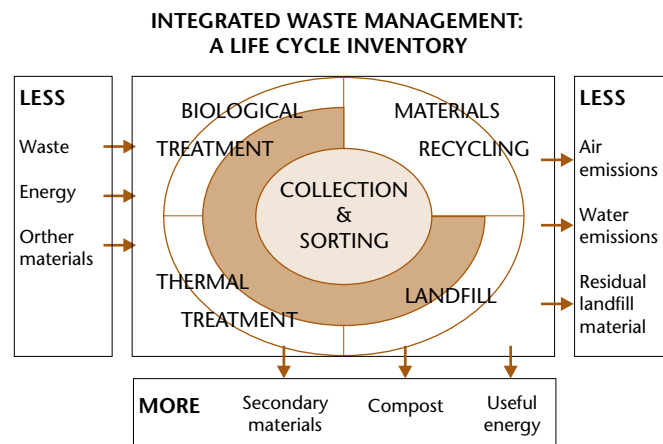 INTEGRATED WASTE MANAGEMENT:
A LIFE CYCLE INVENTORY
LESS
Waste
Energy
Orther
materials
BIOLOGICAL
TREATMENT
MATERIALS
RECYCLING
COLLECTION
&
SORTING
THERMAL
TREATMENT
LANDFILL
LESS
Air
emissions
Water
emissions
Residual
landfill
material
MORE
Secondary
materials
Compost
Useful
energy